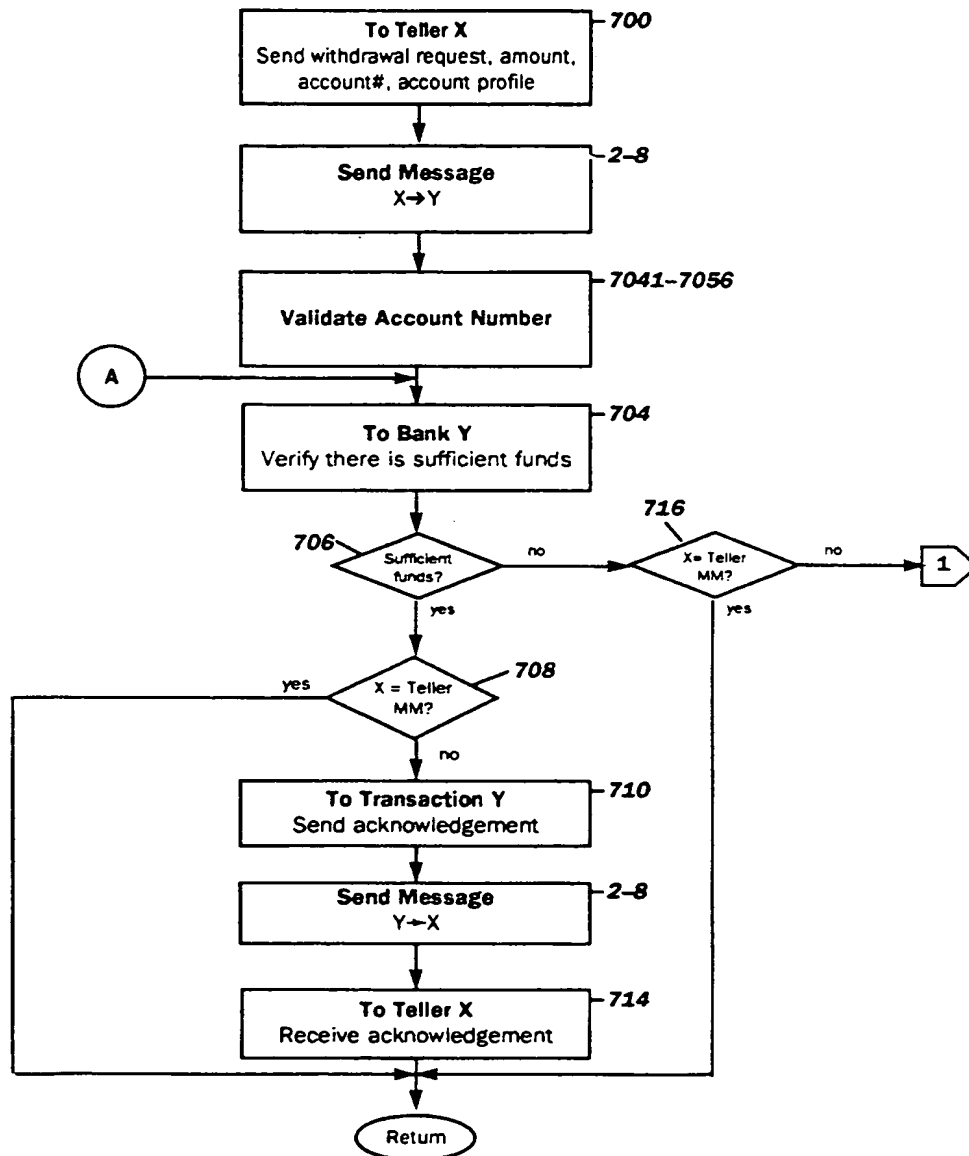 To Teller X
Send withdrawal request, amount,
account#, account profile
700
Send Message
X→Y
2-8
Validate Account Number
7041-7056
A
To Bank Y
Verify there is sufficient funds
704
706
Sufficient
funds?
no
yes
716
X= Teller
MM?
no
yes
1
yes
X = Teller
MM?
708
no
To Transaction Y
Send acknowledgement
710
Send Message
Y→X
2-8
To Teller X
Receive acknowledgement
714
Return